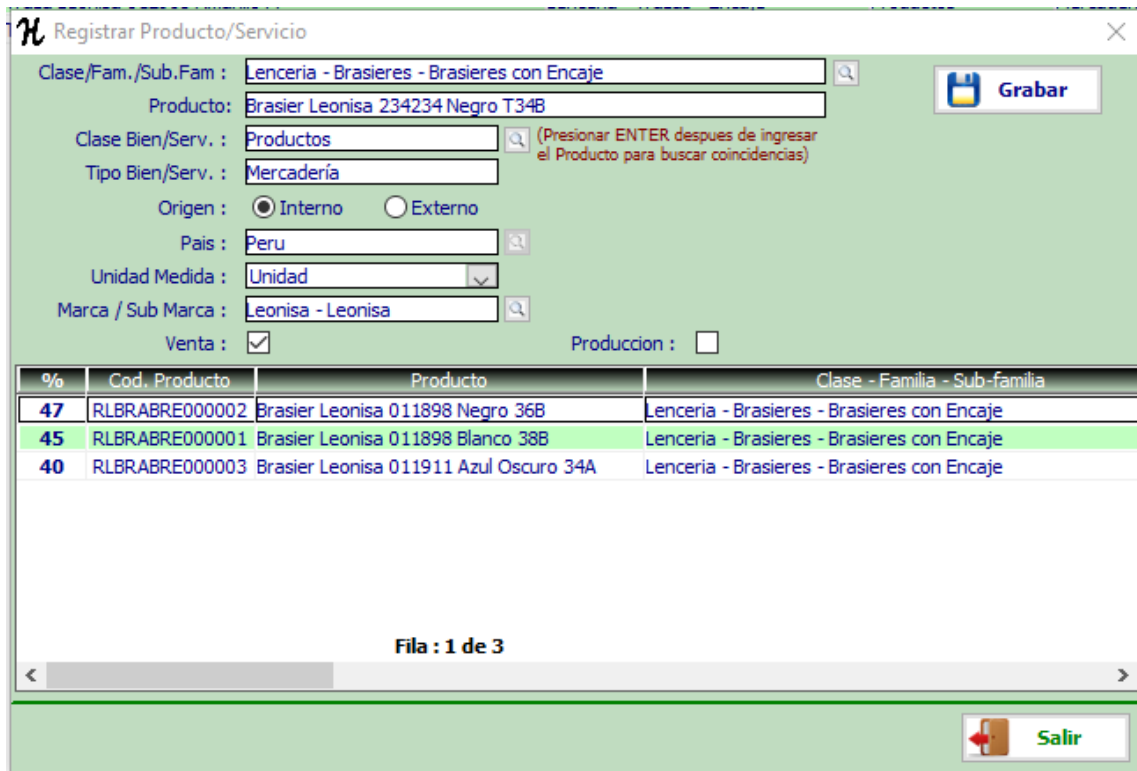 Registrar Producto/Servicio
Clase/Fam./Sub.Fam : Lenceria - Brasieres - Brasieres con Encaje
Grabar
Producto: Brasier Leonisa 234234 Negro T34B
Clase Bien/Serv. : Productos
(Presionar ENTER despues de ingresar
el Producto para buscar coincidencias)
Tipo Bien/Serv. : Mercadería
Origen : Interno Externo
Pais : Peru
Unidad Medida : Unidad
Marca / Sub Marca : Leonisa - Leonisa
Venta : Produccion :
% Cod. Producto Producto Clase - Familia - Sub-familia
47 RLBRABRE000002 Brasier Leonisa 011898 Negro 36B Lenceria - Brasieres - Brasieres con Encaje
45 RLBRABRE000001 Brasier Leonisa 011898 Blanco 38B Lenceria - Brasieres - Brasieres con Encaje
40 RLBRABRE000003 Brasier Leonisa 011911 Azul Oscuro 34A Lenceria - Brasieres - Brasieres con Encaje
Fila : 1 de 3
Salir